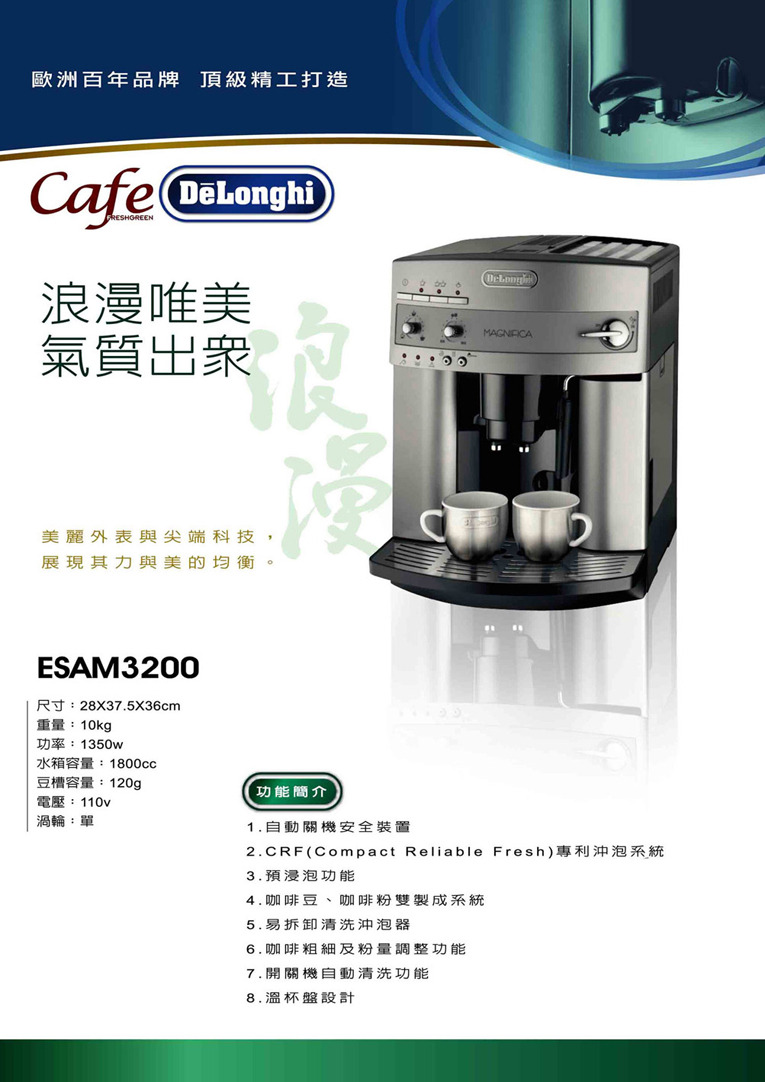 歐洲百年品牌 頂級精工打造
Cafe
FRESHGREEN
DeLonghi
浪漫唯美
氣質出眾
浪漫
DeLonghi
MAGNIFICA
美麗外表與尖端科技，
展現其力與美的均衡。
ESAM3200
尺寸：28X37.5X36cm
重量：10kg
功率：1350w
水箱容量：1800cc
豆槽容量：120g
電壓：110v
渦輪：單
功能簡介
1.自動關機安全裝置
2.CRF(Compact Reliable Fresh)專利沖泡系統
3.預浸泡功能
4.咖啡豆、咖啡粉雙製成系統
5.易拆卸清洗沖泡器
6.咖啡粗細及粉量調整功能
7.開關機自動清洗功能
8.溫杯盤設計